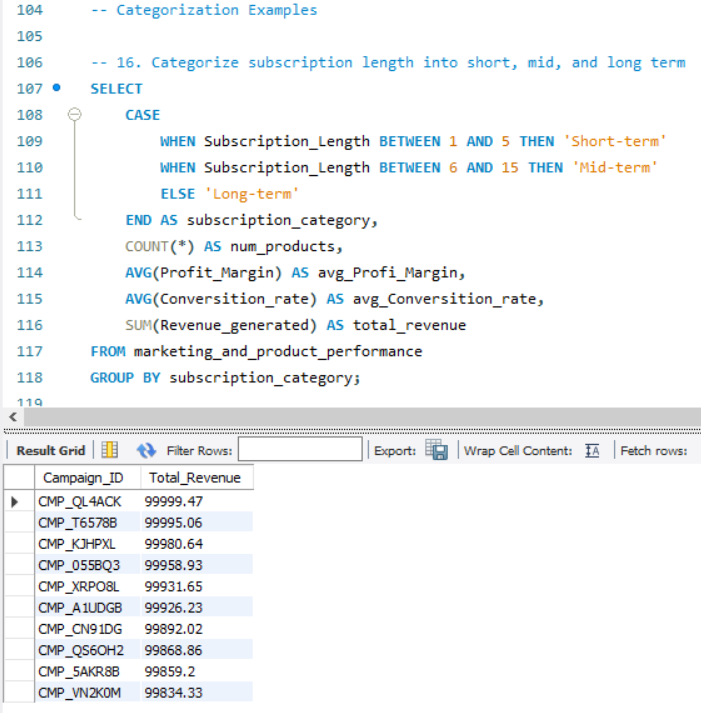 104 -- Categorization Examples
105
106 -- 16. Categorize subscription length into short, mid, and long term
107 SELECT
108 CASE
109 WHEN Subscription_Length BETWEEN 1 AND 5 THEN 'Short-term'
110 WHEN Subscription_Length BETWEEN 6 AND 15 THEN 'Mid-term'
111 ELSE 'Long-term'
112 END AS subscription_category,
113 COUNT(*) AS num_products,
114 AVG(Profit_Margin) AS avg_Profi_Margin,
115 AVG(Conversition_rate) AS avg_Conversition_rate,
116 SUM(Revenue_generated) AS total_revenue
117 FROM marketing_and_product_performance
118 GROUP BY subscription_category;
119
Result Grid Filter Rows: Export: Wrap Cell Content: Fetch rows:
Campaign_ID Total_Revenue
CMP_QL4ACK 99999.47
CMP_T6578B 99995.06
CMP_KJHPXL 99980.64
CMP_055BQ3 99958.93
CMP_XRPO8L 99931.65
CMP_A1UDGB 99926.23
CMP_CN91DG 99892.02
CMP_QS6OH2 99868.86
CMP_5AKR8B 99859.2
CMP_VN2K0M 99834.33